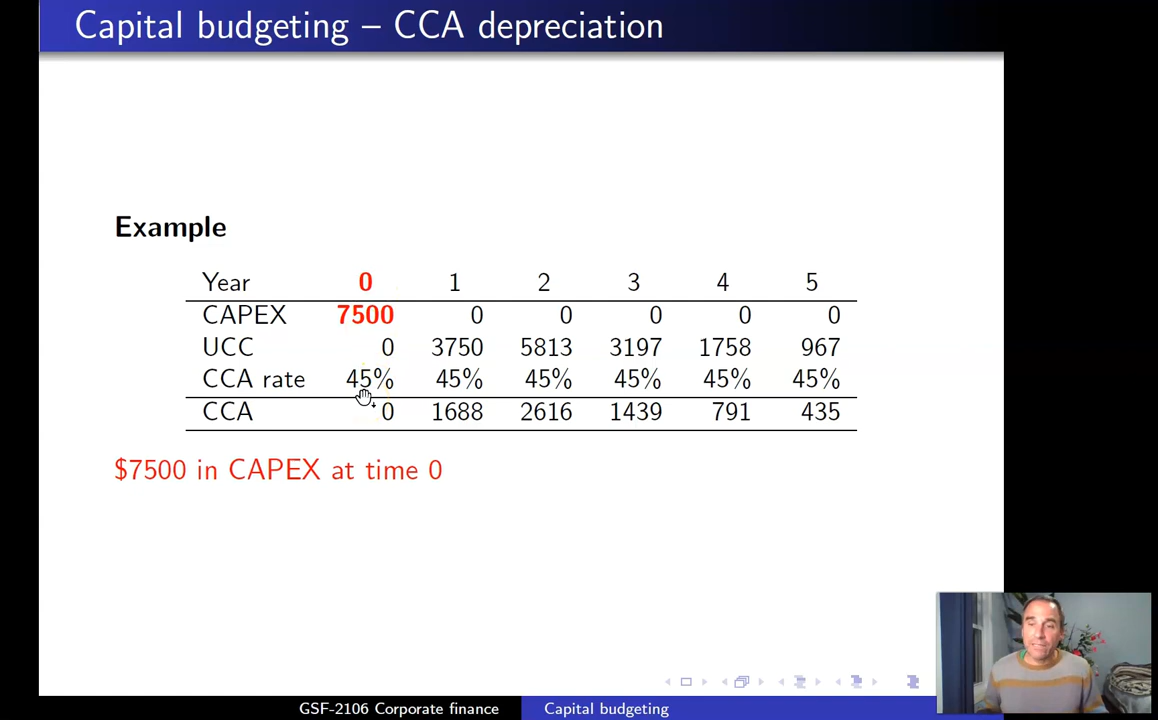 Capital budgeting – CCA depreciation
Example
Year 0 1 2 3 4 5
CAPEX 7500 0 0 0 0 0
UCC 0 3750 5813 3197 1758 967
CCA rate 45% 45% 45% 45% 45% 45%
CCA 0 1688 2616 1439 791 435
$7500 in CAPEX at time 0
GSF-2106 Corporate finance Capital budgeting